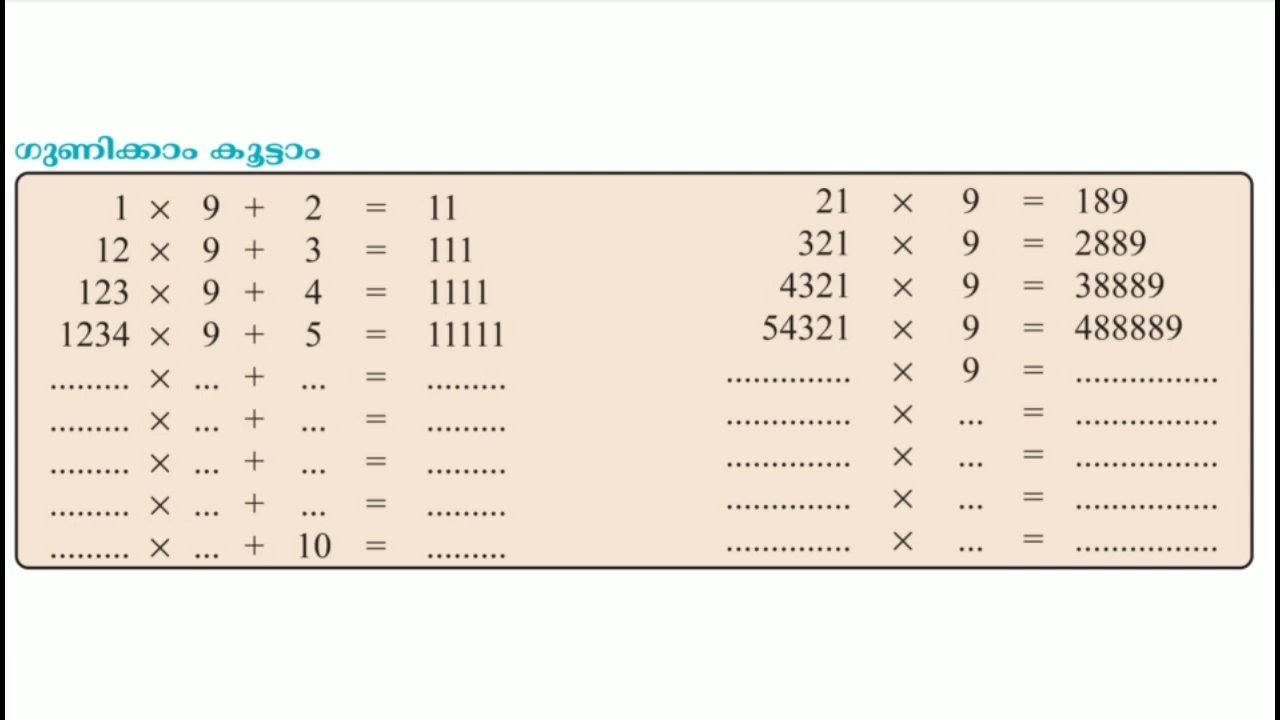 ഗുണിക്കാം കൂട്ടാം
1 × 9 + 2 = 11
12 × 9 + 3 = 111
123 × 9 + 4 = 1111
1234 × 9 + 5 = 11111
......... × ... + ... = .........
......... × ... + ... = .........
......... × ... + ... = .........
......... × ... + ... = .........
......... × ... + 10 = .........
21 × 9 = 189
321 × 9 = 2889
4321 × 9 = 38889
54321 × 9 = 488889
.............. × 9 = ................
.............. × ... = ................
.............. × ... = ................
.............. × ... = ................
.............. × ... = ................